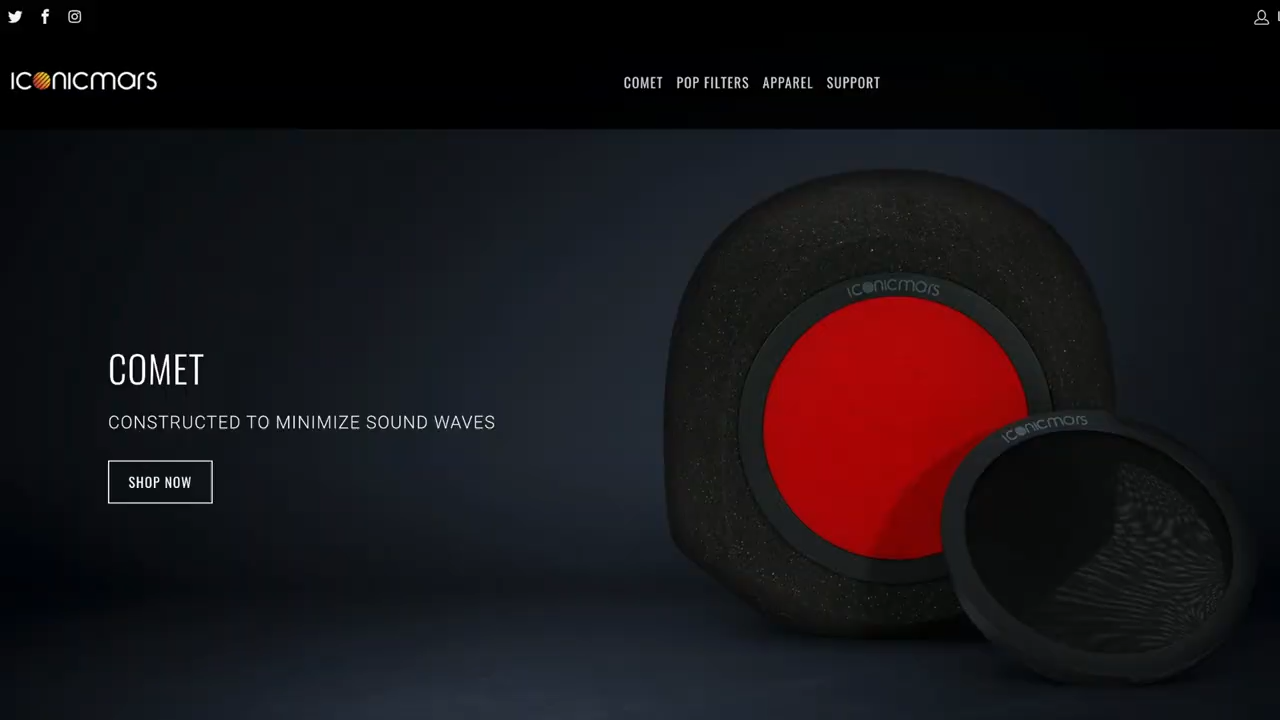 ICONICMARS
COMET POP FILTERS APPAREL SUPPORT
ICONICMARS
COMET
ICONICMARS
CONSTRUCTED TO MINIMIZE SOUND WAVES
SHOP NOW